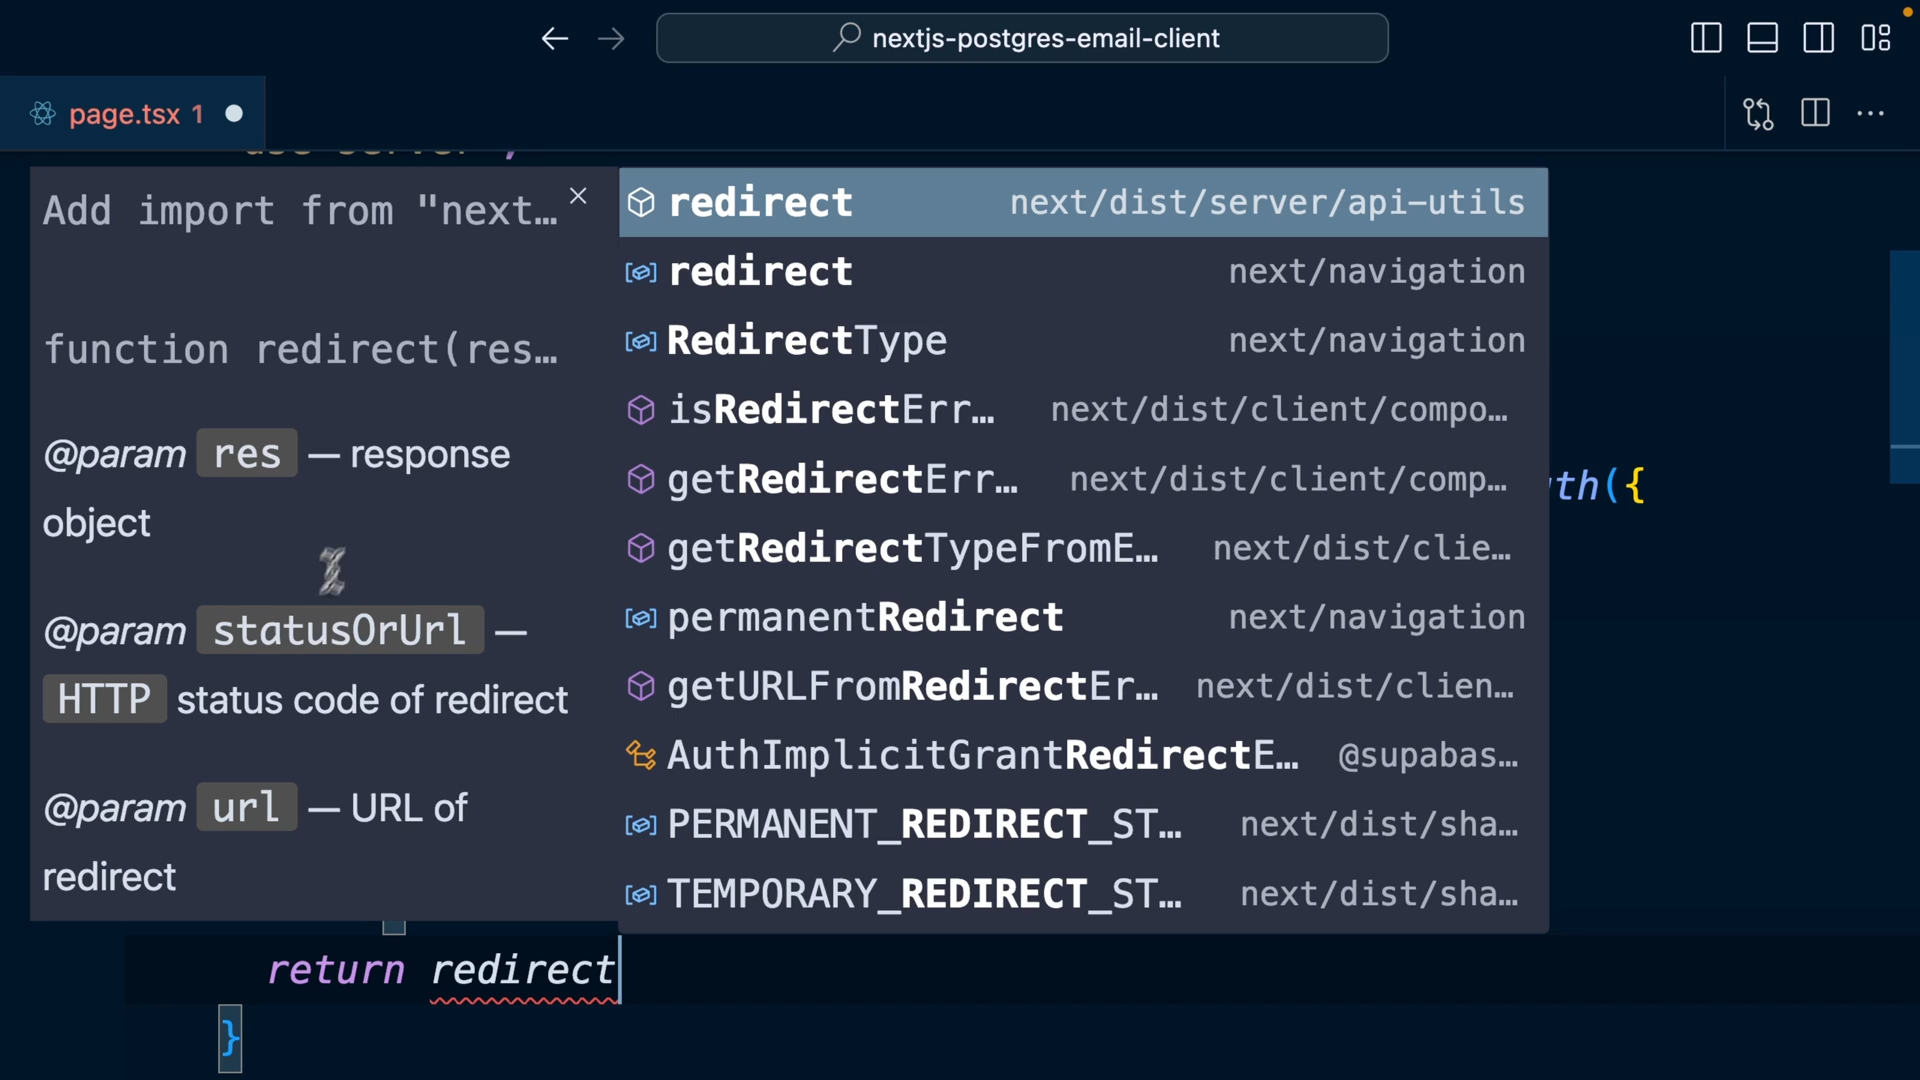 nextjs-postgres-email-client
page.tsx 1
Add import from "next…
function redirect(res…
@param res — response
object
@param statusOrUrl —
HTTP status code of redirect
@param url — URL of
redirect
redirect next/dist/server/api-utils
redirect next/navigation
RedirectType next/navigation
isRedirectErr… next/dist/client/compo…
getRedirectErr… next/dist/client/comp…
getRedirectTypeFromE… next/dist/clie…
permanentRedirect next/navigation
getURLFromRedirectEr… next/dist/clien…
AuthImplicitGrantRedirectE… @supabas…
PERMANENT_REDIRECT_ST… next/dist/sha…
TEMPORARY_REDIRECT_ST… next/dist/sha…
th({
return redirect
}